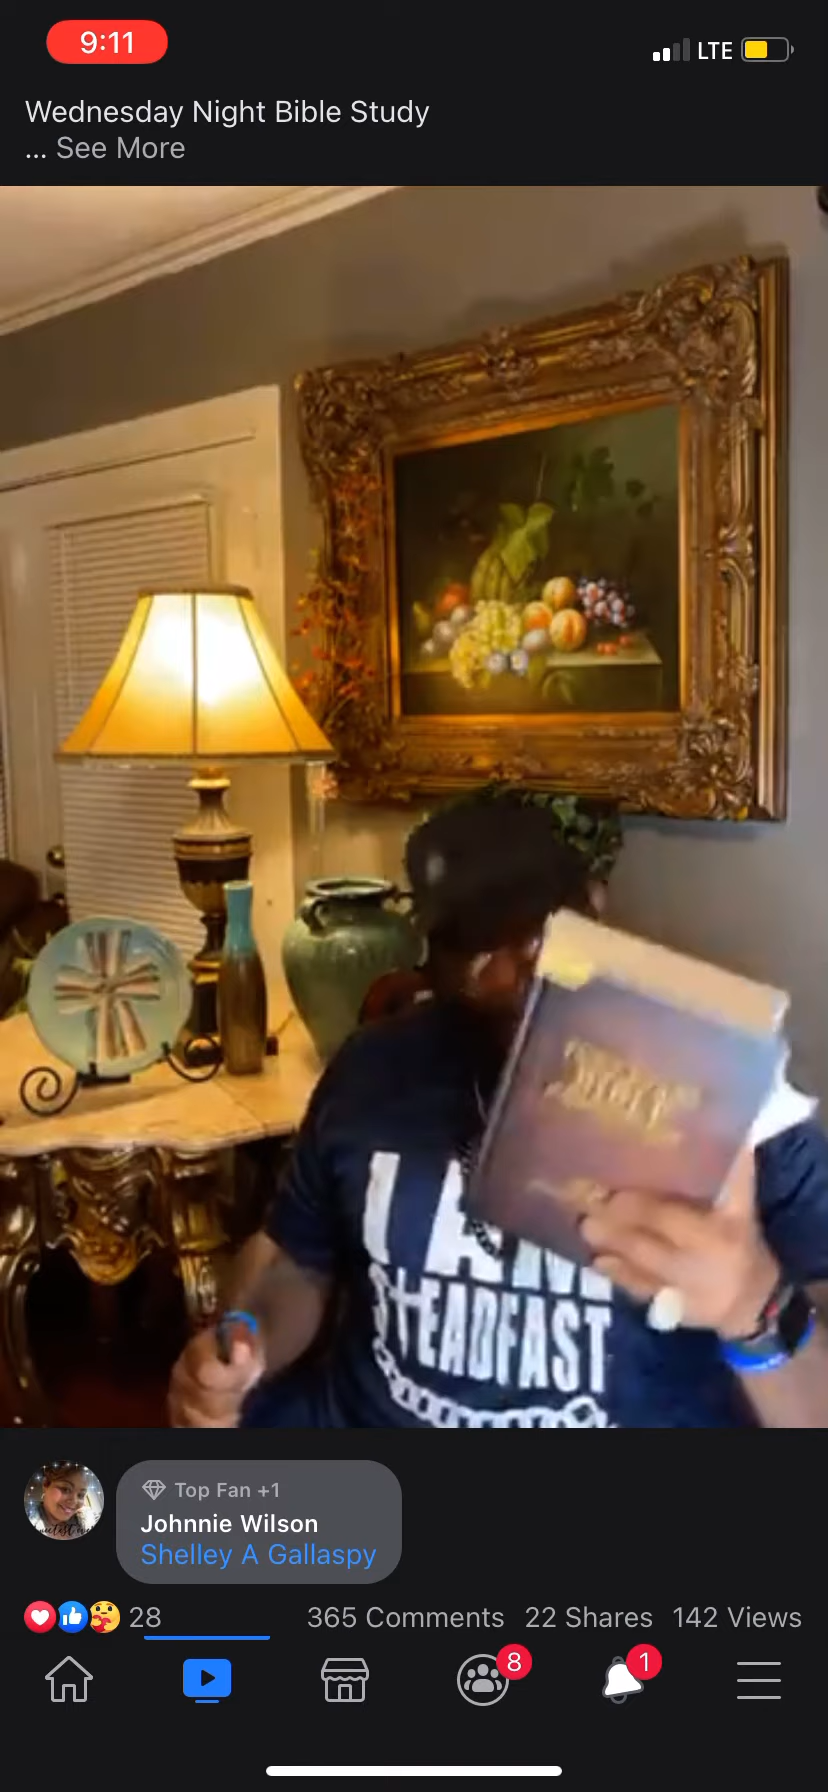 9:11
LTE
Wednesday Night Bible Study
... See More
I AM
STEADFAST
Top Fan +1
Johnnie Wilson
Shelley A Gallaspy
28
365 Comments
22 Shares
142 Views
8
1